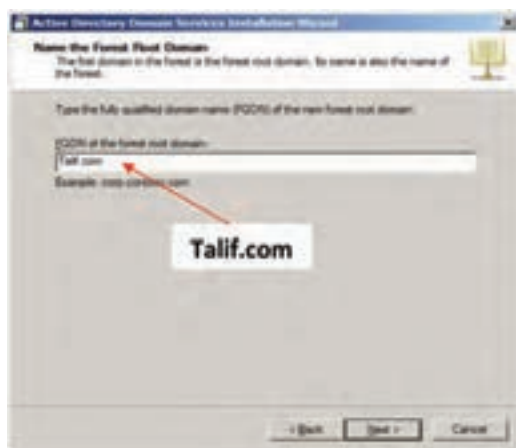 Active Directory Domain Services Installation Wizard
Name the Forest Root Domain
The first domain in the forest is the forest root domain. Its name is also the name of
the forest.
Type the fully qualified domain name (FQDN) of the new forest root domain.
FQDN of the forest root domain:
Talif.com
Example: corp.contoso.com
Talif.com
< Back
Next >
Cancel